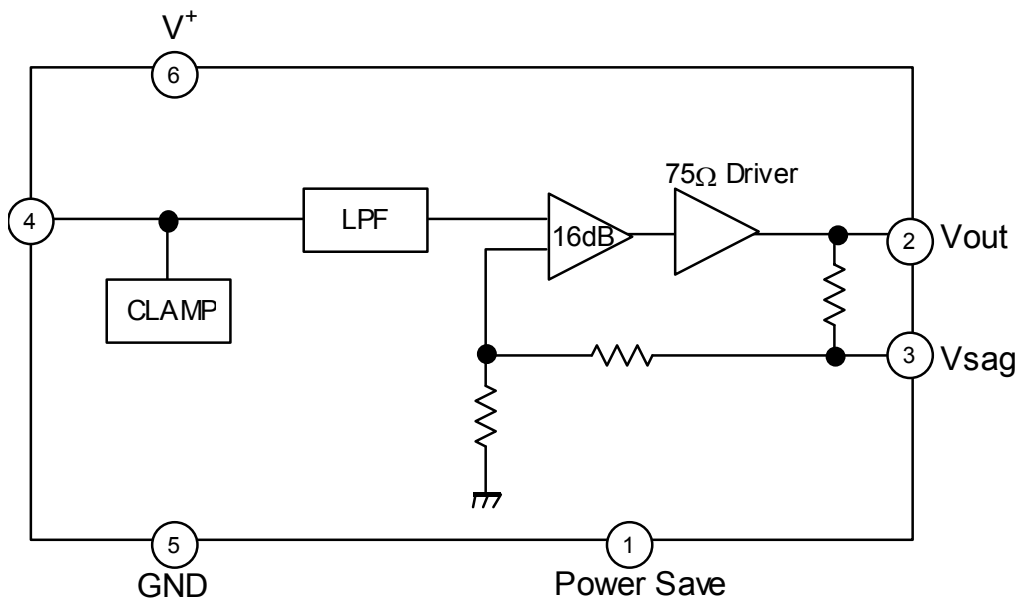 V+
6
75Ω Driver
4
LPF
16dB
2
Vout
CLAMP
3
Vsag
5
1
GND
Power Save